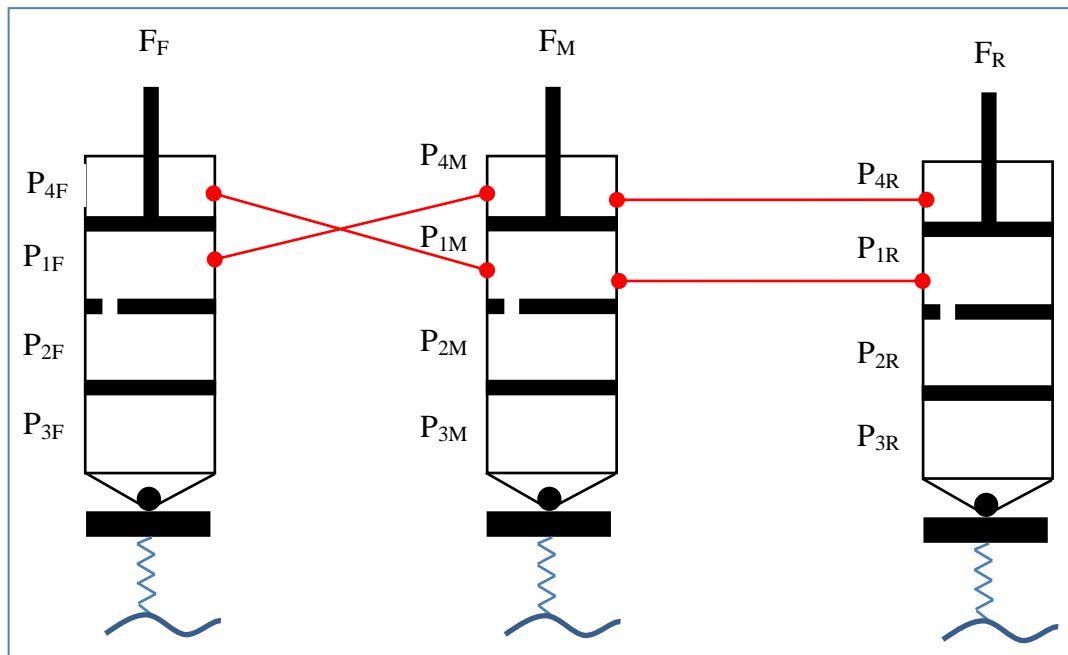 F_F
F_M
F_R
P_4F
P_1F
P_2F
P_3F
P_4M
P_1M
P_2M
P_3M
P_4R
P_1R
P_2R
P_3R